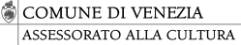 COMUNE DI VENEZIA
ASSESSORATO ALLA CULTURA